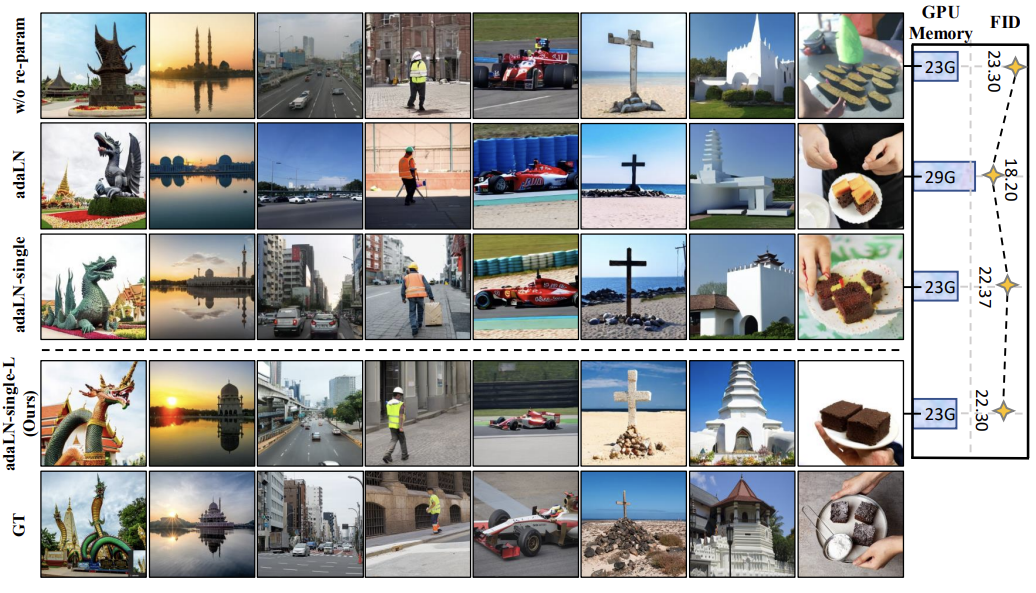 GPU
Memory
FID
w/o re-param
23G
23.30
adaLN
29G
18.20
adaLN-single
23G
22.37
adaLN-single-L
(Ours)
23G
22.30
GT